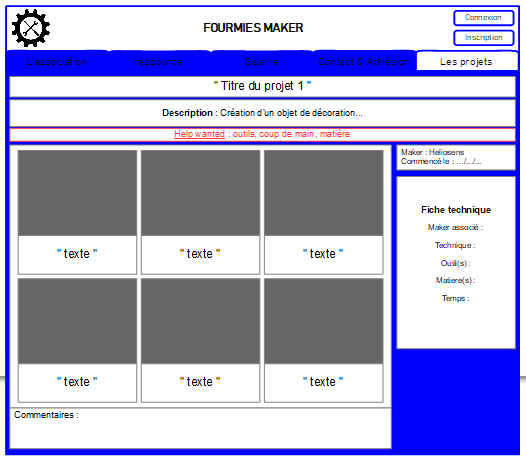 FOURMIES MAKER
Connexion
Inscription
L'association ressource Galerie Contact & Adhésion Les projets
" Titre du projet 1 "
Description : Création d'un objet de décoration...
Help wanted : outils, coup de main, matière
Maker : Heliosens
Commencé le : .../.../...
" texte " " texte " " texte "
Fiche technique
Maker associé :
Technique :
Outil(s) :
Matiere(s) :
Temps :
" texte " " texte " " texte "
Commentaires :